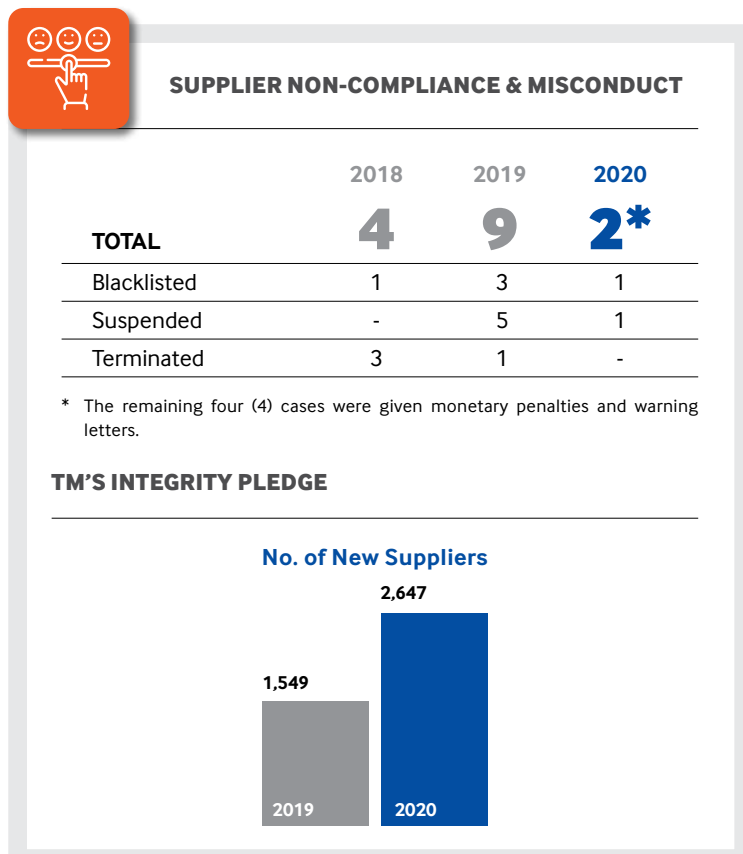 SUPPLIER NON-COMPLIANCE & MISCONDUCT
2018 2019 2020
TOTAL 4 9 2*
Blacklisted 1 3 1
Suspended - 5 1
Terminated 3 1 -
* The remaining four (4) cases were given monetary penalties and warning
letters.
TM’S INTEGRITY PLEDGE
No. of New Suppliers
2,647
1,549
2019 2020